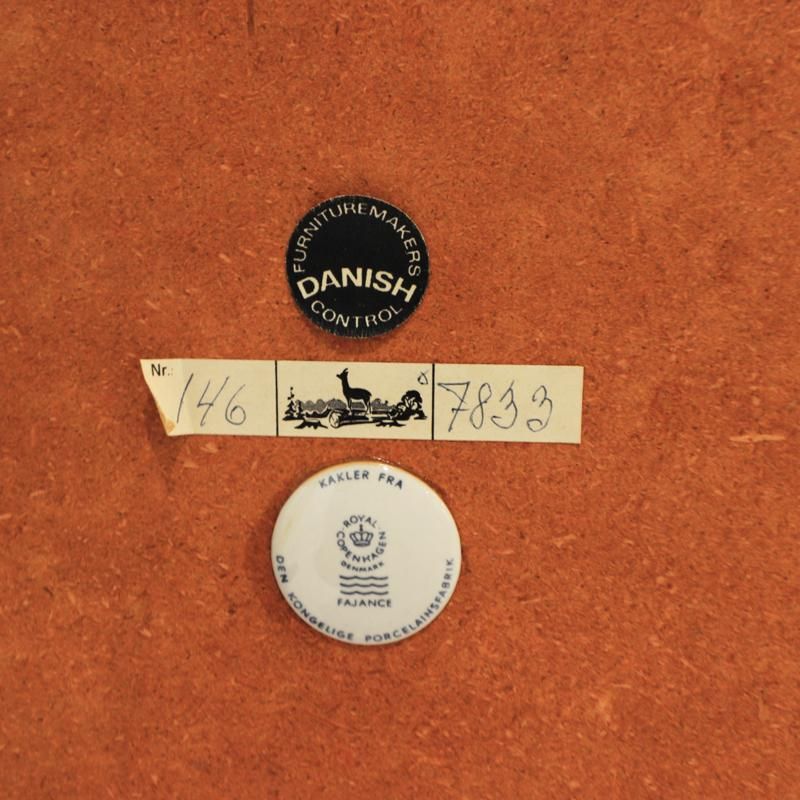 FURNITUREMAKERS
DANISH
CONTROL
Nr.: 146 7833
KAKLER FRA
ROYAL
COPENHAGEN
DENMARK
FAJANCE
DEN KONGELIGE PORCELAINSFABRIK